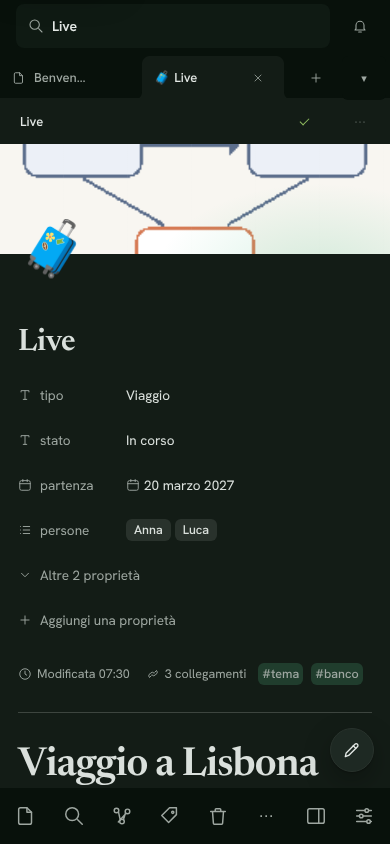 Live
Benven...
Live
Live
Live
tipo
Viaggio
stato
In corso
partenza
20 marzo 2027
persone
Anna
Luca
Altre 2 proprietà
Aggiungi una proprietà
Modificata 07:30
3 collegamenti
#tema
#banco
Viaggio a Lisbona